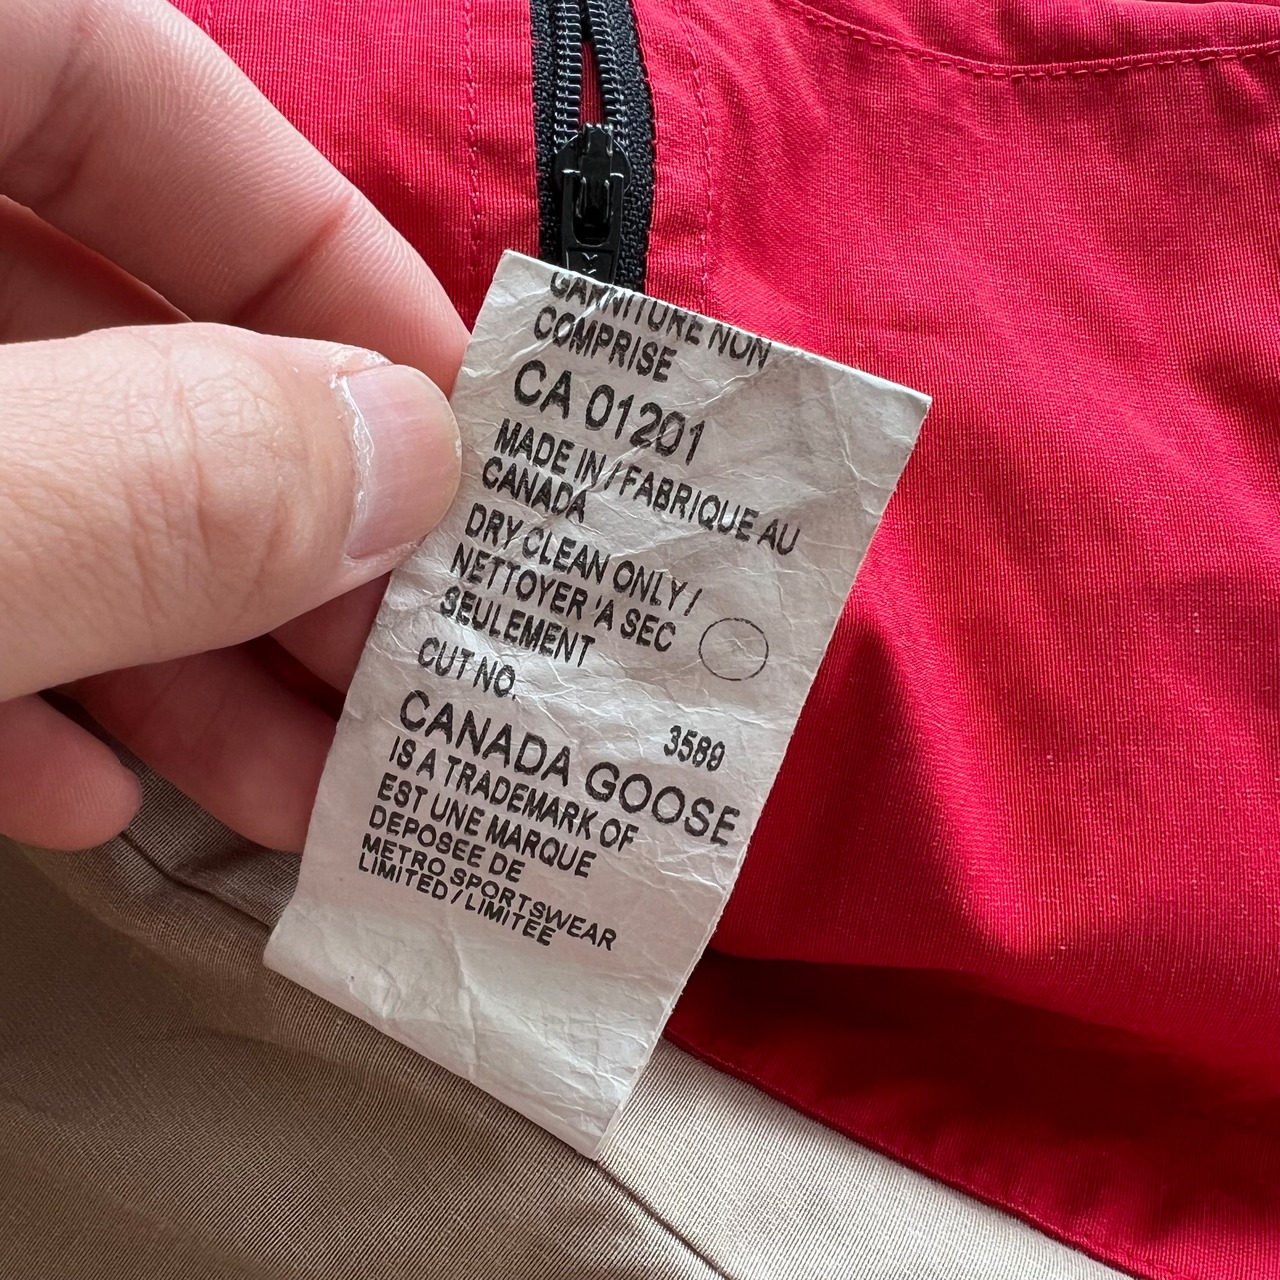 GARNITURE NON
COMPRISE
CA 01201
MADE IN / FABRIQUE AU
CANADA
DRY CLEAN ONLY /
NETTOYER 'A SEC
SEULEMENT
CUT NO.
3589
CANADA GOOSE
IS A TRADEMARK OF
EST UNE MARQUE
DEPOSEE DE
METRO SPORTSWEAR
LIMITED / LIMITEE